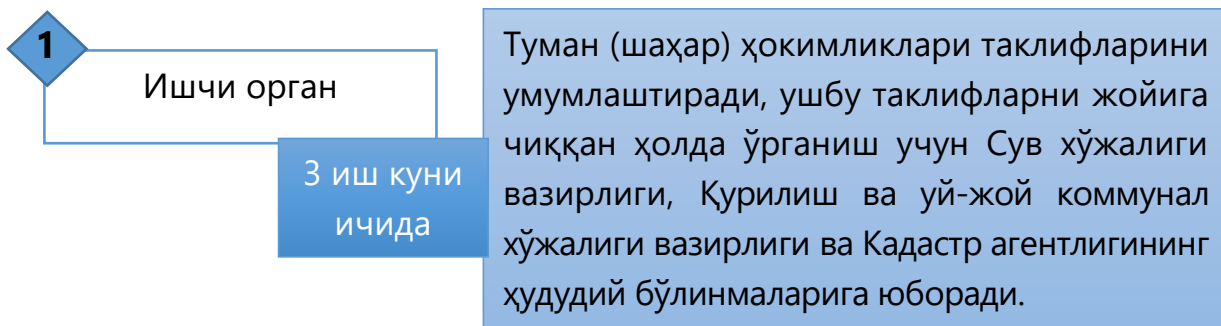 1
Ишчи орган
3 иш куни
ичида
Туман (шаҳар) ҳокимликлари таклифларини
умумлаштиради, ушбу таклифларни жойига
чиққан ҳолда ўрганиш учун Сув хўжалиги
вазирлиги, Қурилиш ва уй-жой коммунал
хўжалиги вазирлиги ва Кадастр агентлигининг
ҳудудий бўлинмаларига юборади.